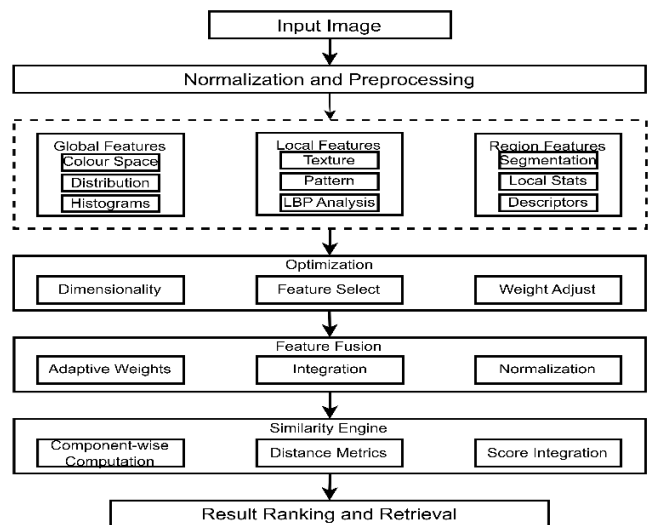 Input Image
Normalization and Preprocessing
Global Features
Colour Space
Distribution
Histograms
Local Features
Texture
Pattern
LBP Analysis
Region Features
Segmentation
Local Stats
Descriptors
Optimization
Dimensionality
Feature Select
Weight Adjust
Feature Fusion
Adaptive Weights
Integration
Normalization
Similarity Engine
Component-wise
Computation
Distance Metrics
Score Integration
Result Ranking and Retrieval